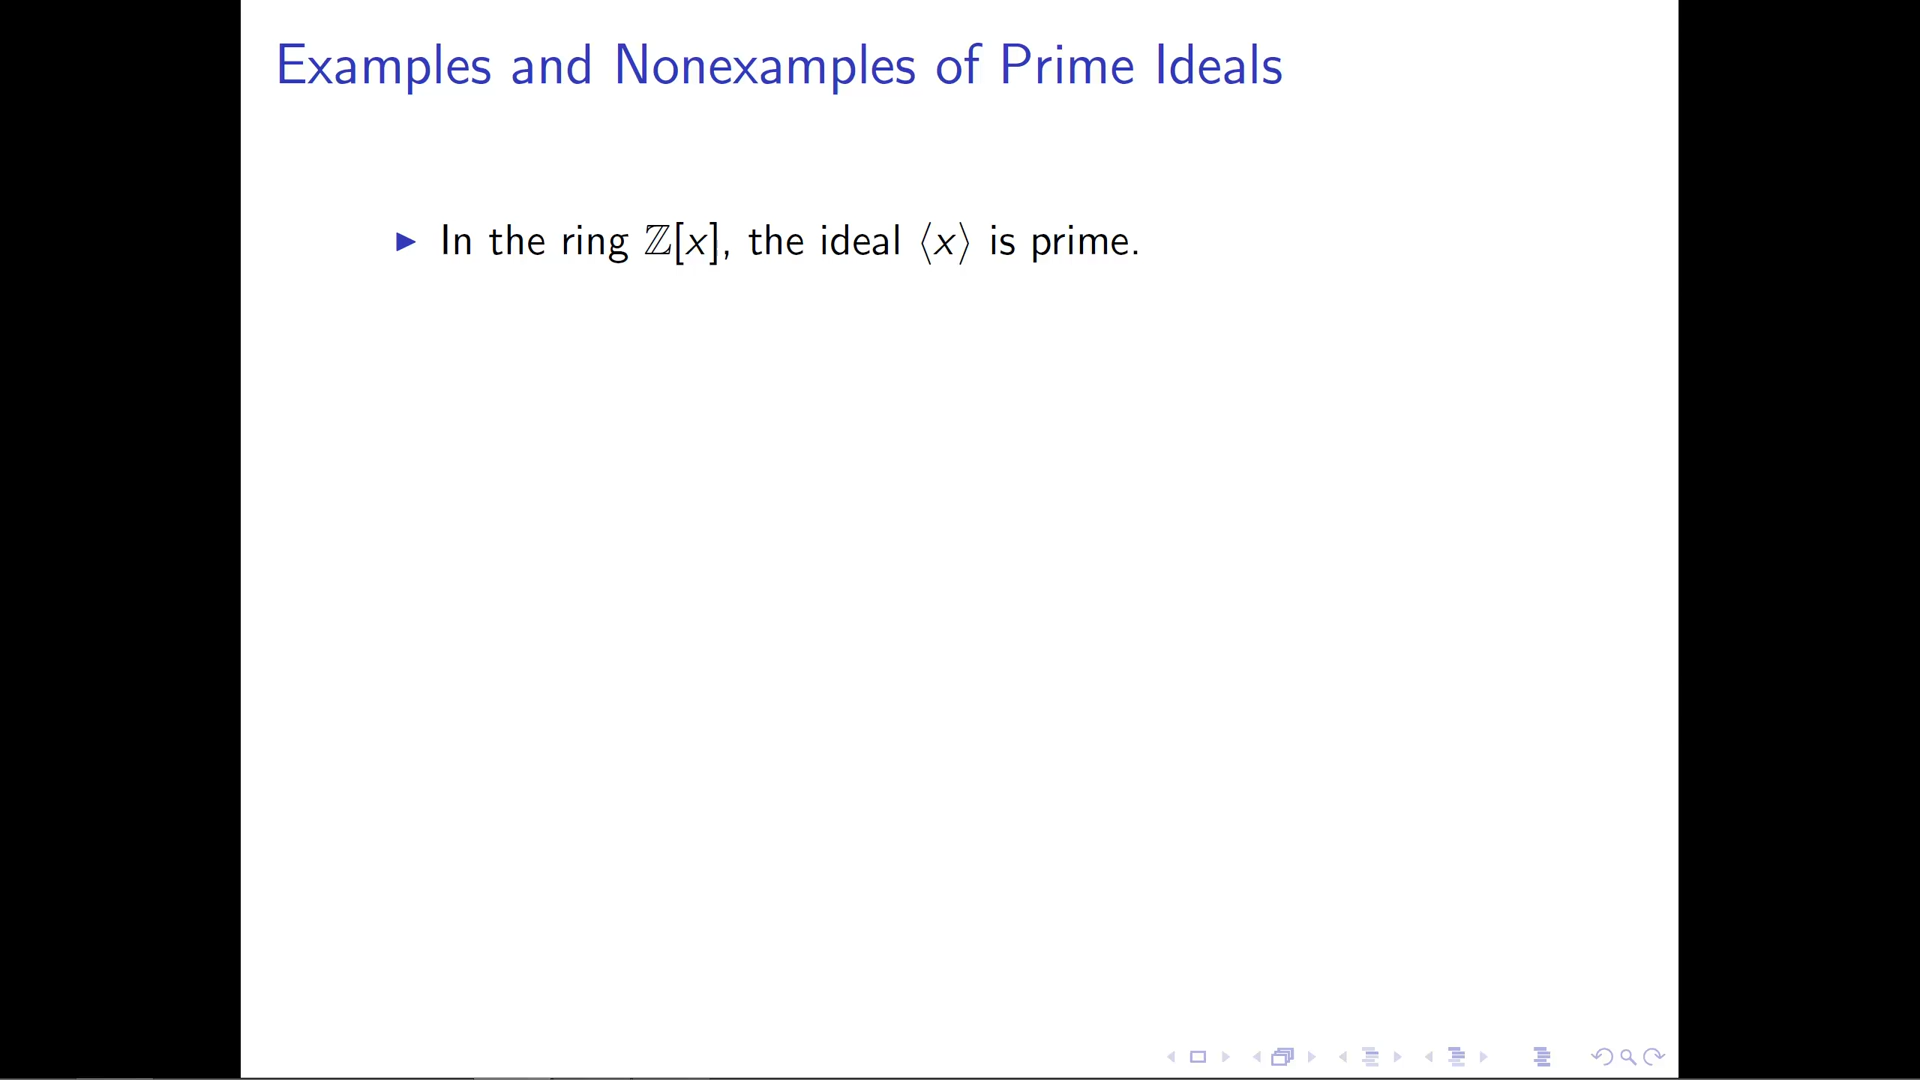 Examples and Nonexamples of Prime Ideals
▶ In the ring ℤ[x], the ideal ⟨x⟩ is prime.